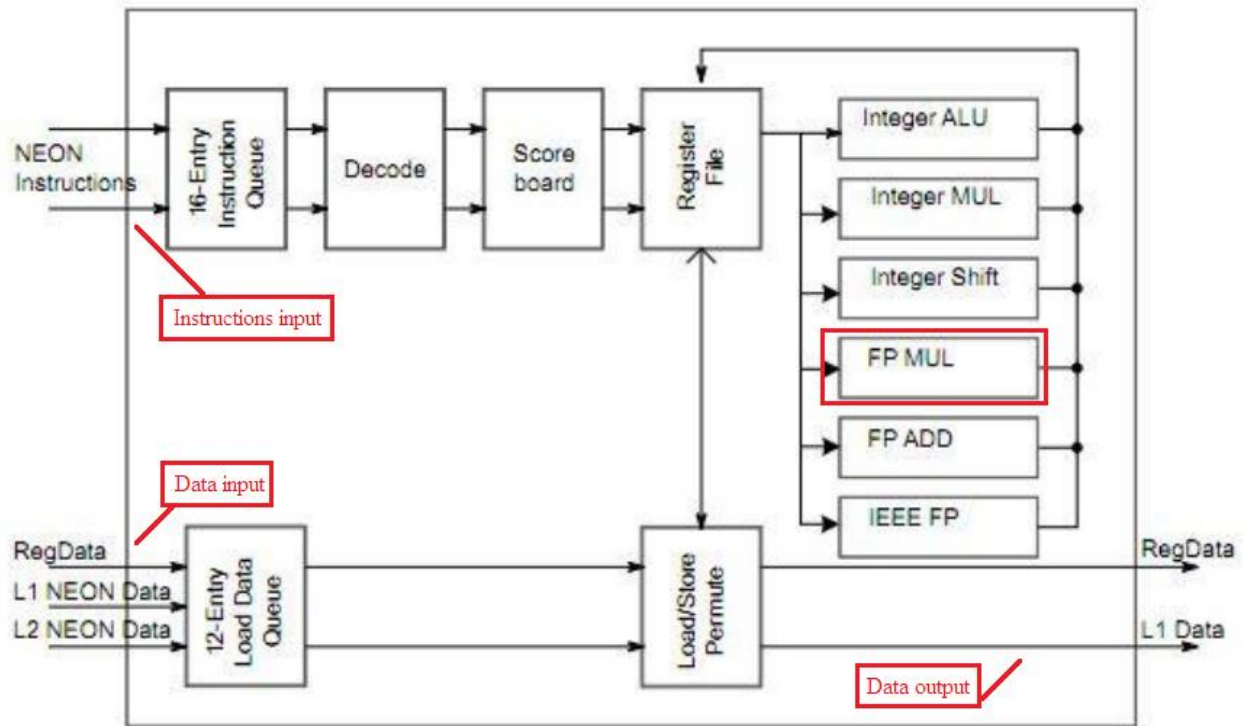 NEON
Instructions
16-Entry
Instruction
Queue
Decode
Score
board
Register
File
Integer ALU
Integer MUL
Integer Shift
FP MUL
FP ADD
IEEE FP
Instructions input
Data input
RegData
L1 NEON Data
L2 NEON Data
12-Entry
Load Data
Queue
Load/Store
Permute
RegData
L1 Data
Data output